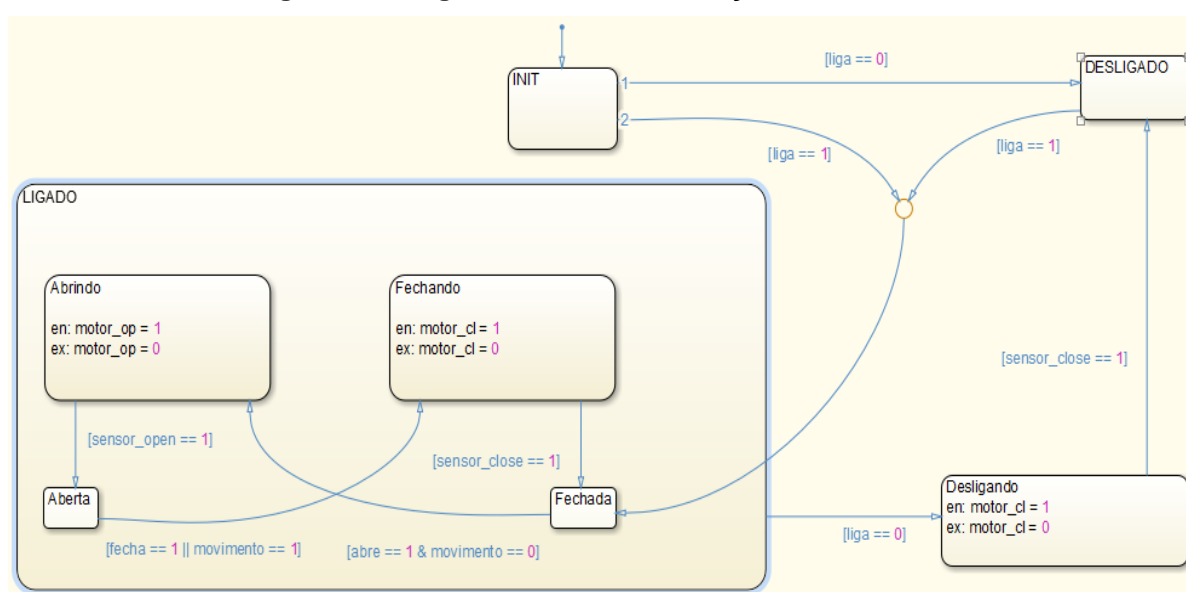 [liga == 0]
INIT
1
2
DESLIGADO
[liga == 1]
[liga == 1]
LIGADO
Abrindo
en: motor_op = 1
ex: motor_op = 0
Fechando
en: motor_cl = 1
ex: motor_cl = 0
[sensor_close == 1]
[sensor_open == 1]
[sensor_close == 1]
Aberta
Fechada
Desligando
en: motor_cl = 1
ex: motor_cl = 0
[fecha == 1 || movimento == 1]
[abre == 1 & movimento == 0]
[liga == 0]